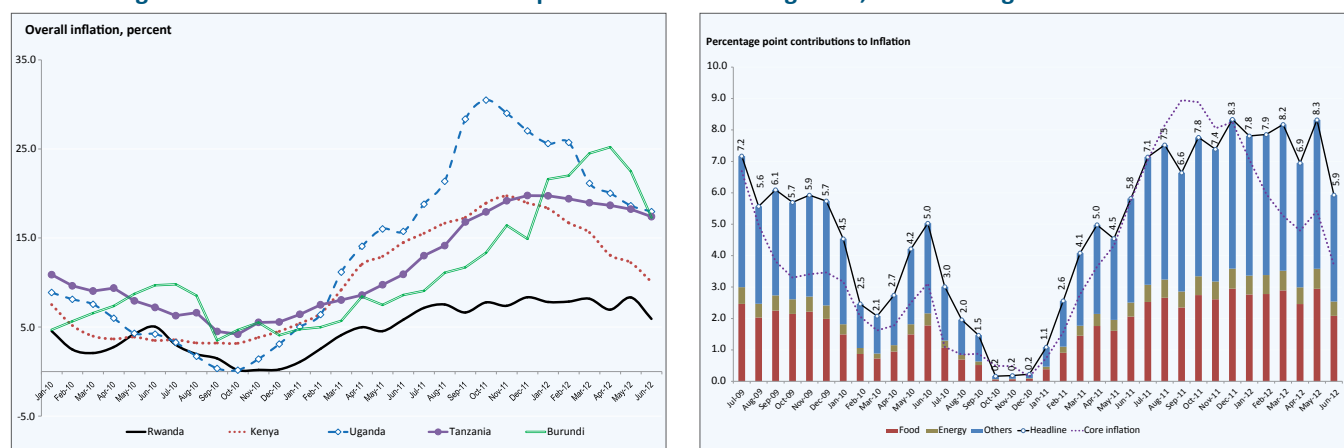 Overall inflation, percent
35.0
25.0
15.0
5.0
-5.0
Jan-10 Feb-10 Mar-10 Apr-10 May-10 Jun-10 Jul-10 Aug-10 Sep-10 Oct-10 Nov-10 Dec-10 Jan-11 Feb-11 Mar-11 Apr-11 May-11 Jun-11 Jul-11 Aug-11 Sep-11 Oct-11 Nov-11 Dec-11 Jan-12 Feb-12 Mar-12 Apr-12 May-12 Jun-12
Rwanda Kenya Uganda Tanzania Burundi
Percentage point contributions to Inflation
10.0
9.0
8.0
7.0
6.0
5.0
4.0
3.0
2.0
1.0
0.0
7.2 5.6 6.1 5.7 5.9 5.7 4.5 2.5 2.1 2.7 4.2 5.0 3.0 2.0 1.5 0.2 0.2 0.2 1.1 2.6 4.1 5.0 4.5 5.8 7.1 7.5 6.6 7.8 7.4 8.3 7.8 7.9 8.2 6.9 8.3 5.9
Jul-09 Aug-09 Sep-09 Oct-09 Nov-09 Dec-09 Jan-10 Feb-10 Mar-10 Apr-10 May-10 Jun-10 Jul-10 Aug-10 Sep-10 Oct-10 Nov-10 Dec-10 Jan-11 Feb-11 Mar-11 Apr-11 May-11 Jun-11 Jul-11 Aug-11 Sep-11 Oct-11 Nov-11 Dec-11 Jan-12 Feb-12 Mar-12 Apr-12 May-12 Jun-12
Food Energy Others Headline Core inflation